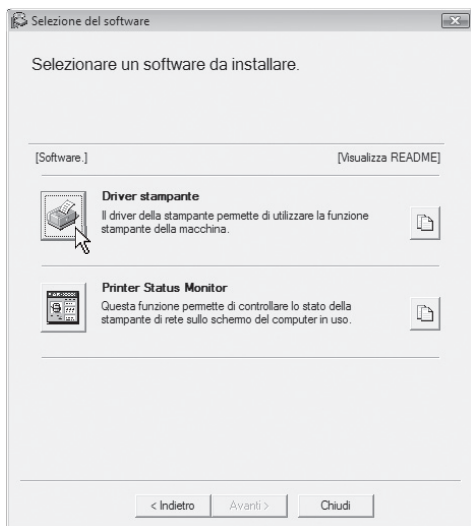 Selezione del software
Selezionare un software da installare.
[Software.] [Visualizza README]
Driver stampante
Il driver della stampante permette di utilizzare la funzione
stampante della macchina.
Printer Status Monitor
Questa funzione permette di controllare lo stato della
stampante di rete sullo schermo del computer in uso.
< Indietro Avanti > Chiudi